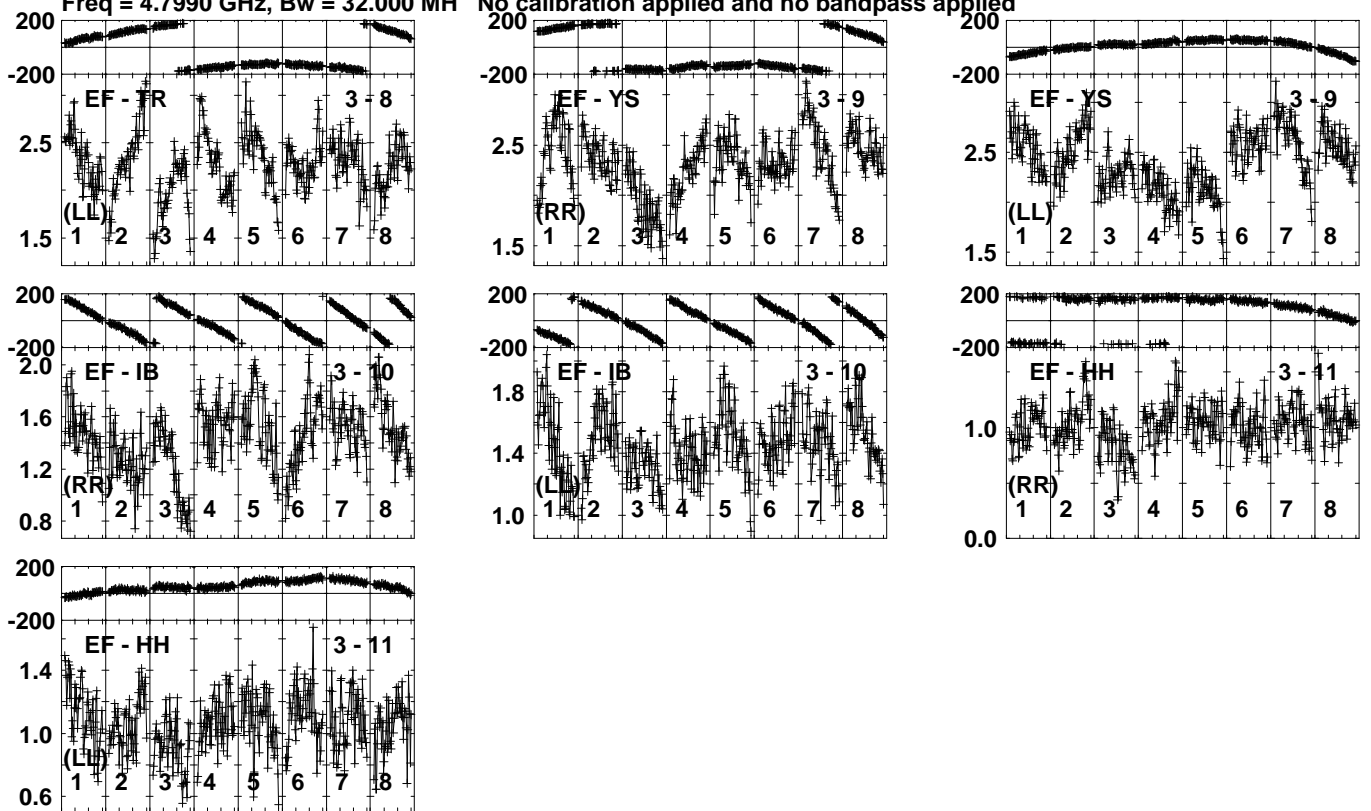 Freq = 4.7990 GHz, Bw = 32.000 MH No calibration applied and no bandpass applied
200
-200
EF - TR 3 - 8
2.5
(LL)
1.5
1 2 3 4 5 6 7 8
200
-200
EF - YS 3 - 9
2.5
(RR)
1.5
1 2 3 4 5 6 7 8
200
-200
EF - YS 3 - 9
2.5
(LL)
1.5
1 2 3 4 5 6 7 8
200
-200
2.0
EF - IB 3 - 10
1.6
1.2
(RR)
0.8
1 2 3 4 5 6 7 8
200
-200
EF - IB 3 - 10
1.8
1.4
(LL)
1.0
1 2 3 4 5 6 7 8
200
-200
EF - HH 3 - 11
1.0
(RR)
1 2 3 4 5 6 7 8
0.0
200
-200
EF - HH 3 - 11
1.4
1.0
(LL)
1 2 3 4 5 6 7 8
0.6